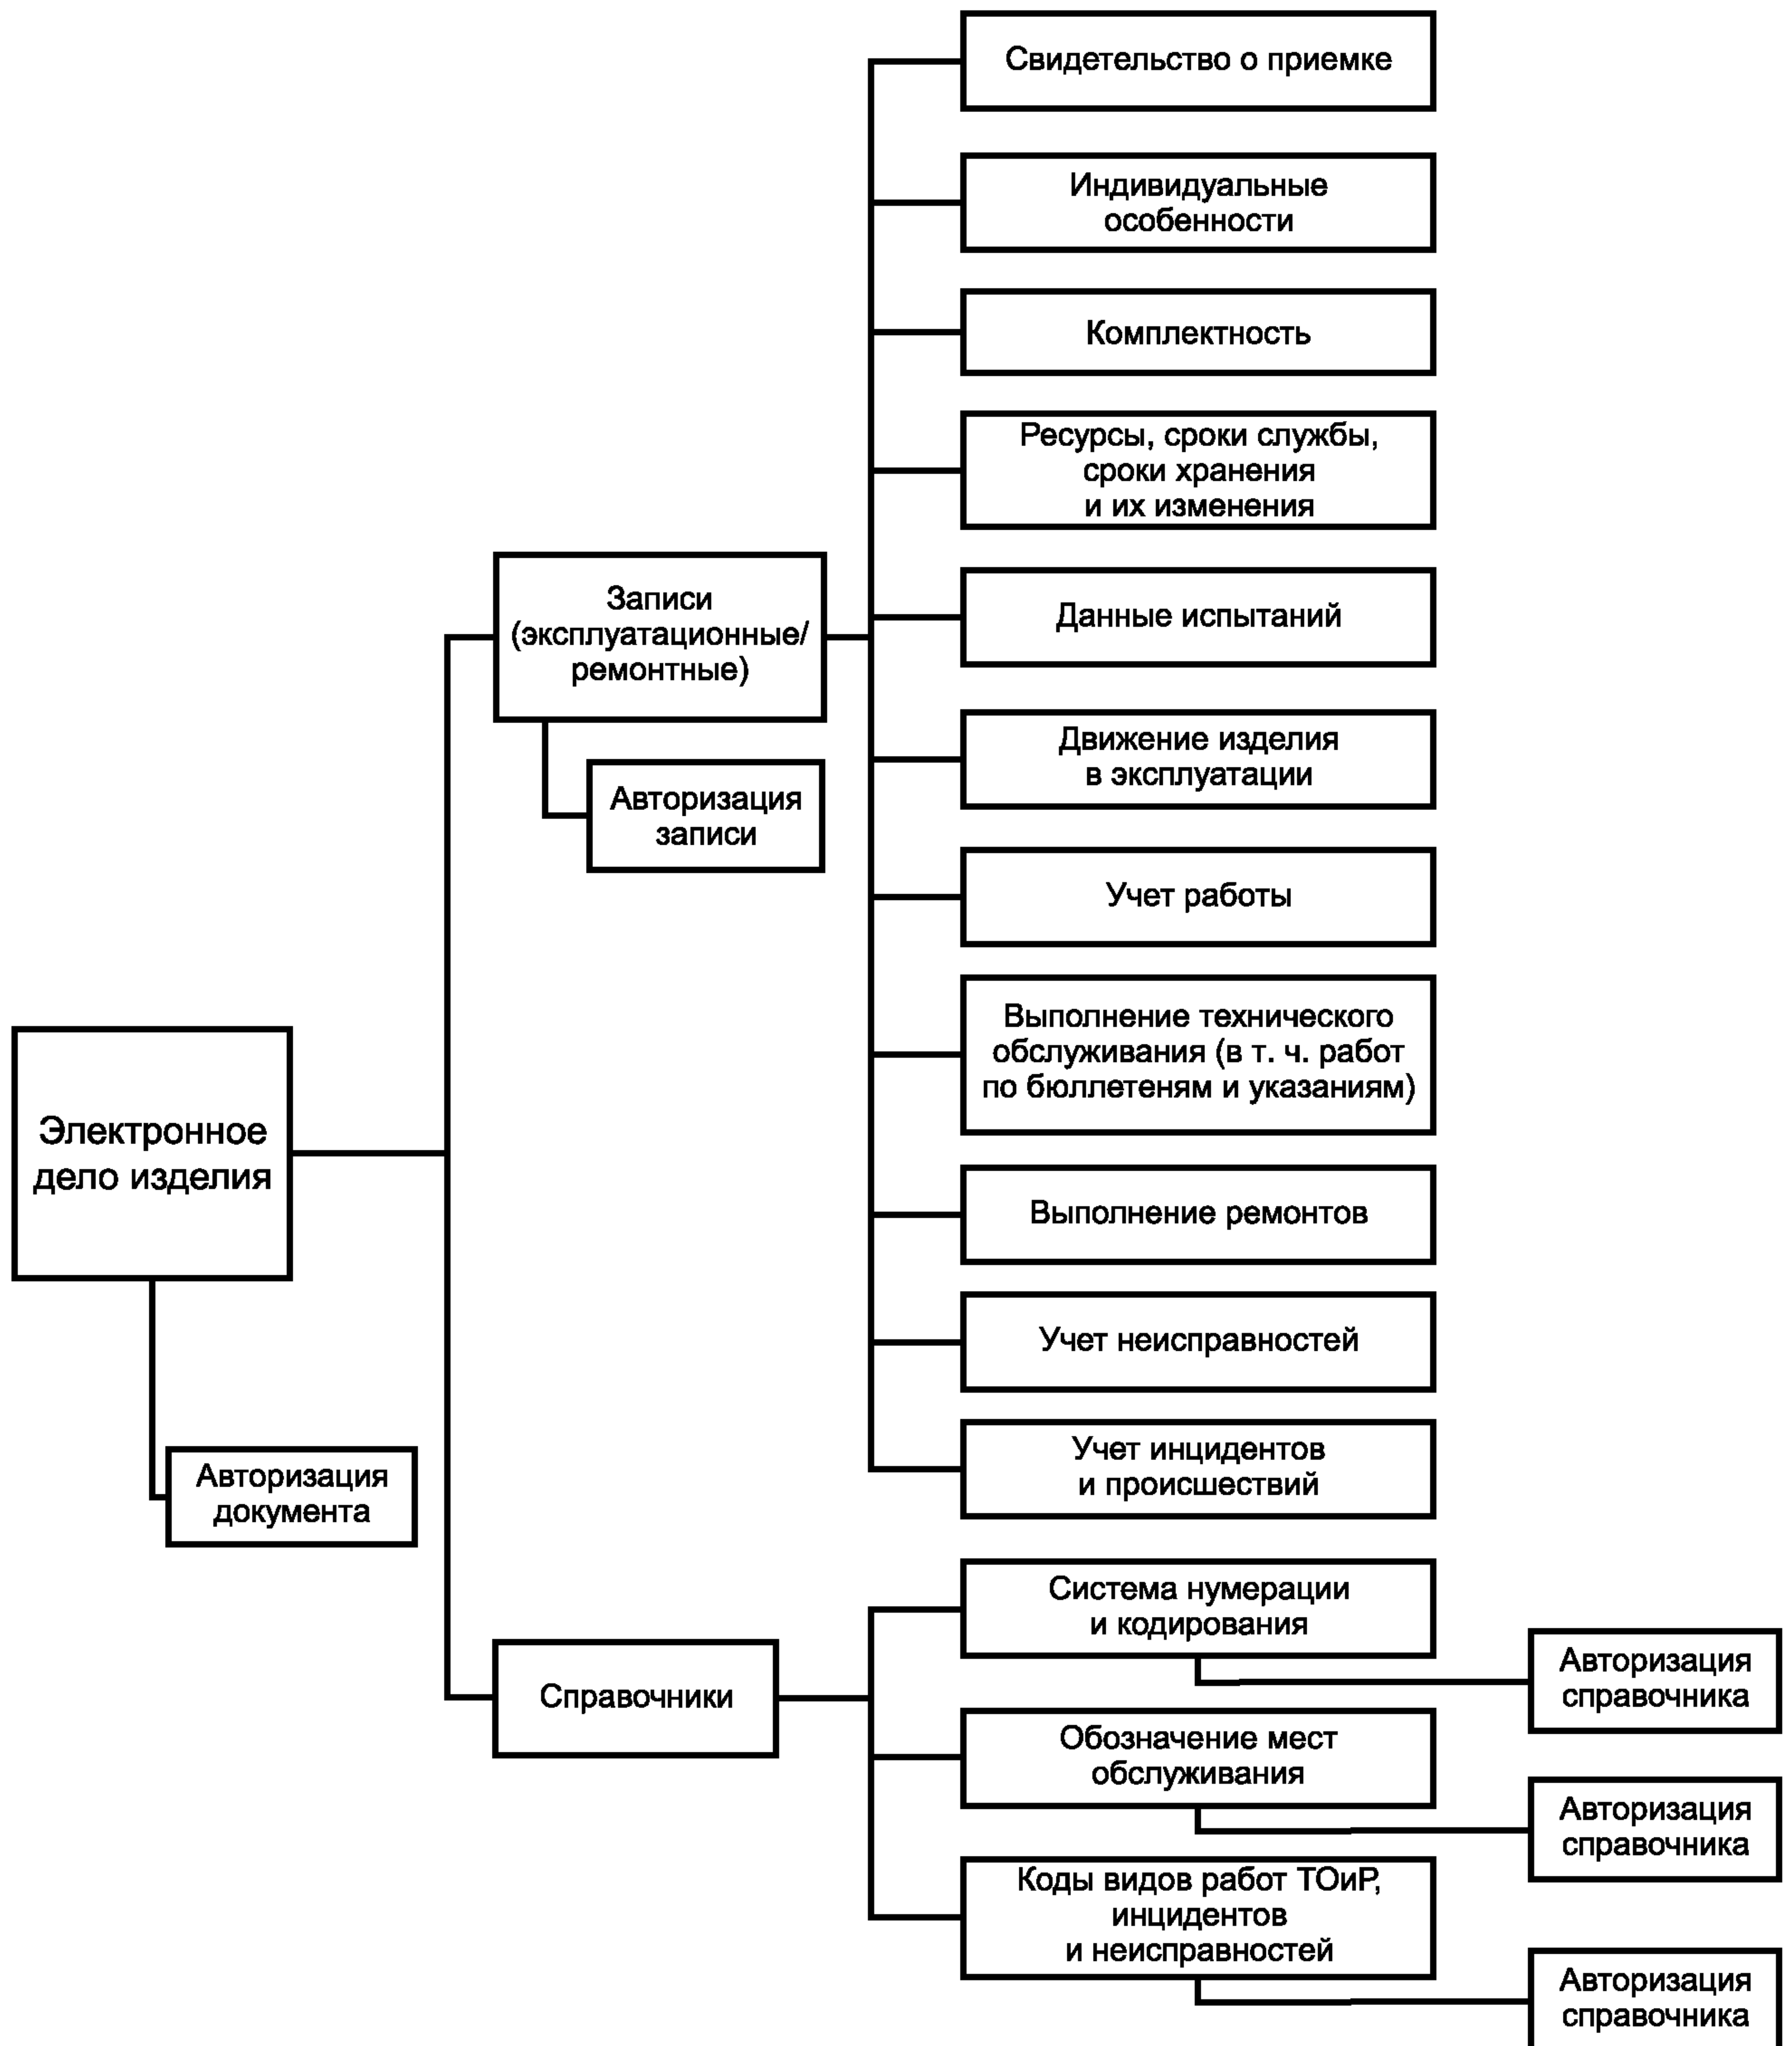 Свидетельство о приемке
Индивидуальные
особенности
Комплектность
Ресурсы, сроки службы,
сроки хранения
и их изменения
Записи
(эксплуатационные/
ремонтные)
Данные испытаний
Движение изделия
в эксплуатации
Авторизация
записи
Учет работы
Выполнение технического
обслуживания (в т. ч. работ
по бюллетеням и указаниям)
Электронное
дело изделия
Выполнение ремонтов
Учет неисправностей
Учет инцидентов
и происшествий
Авторизация
документа
Система нумерации
и кодирования
Авторизация
справочника
Справочники
Обозначение мест
обслуживания
Авторизация
справочника
Коды видов работ ТОиР,
инцидентов
и неисправностей
Авторизация
справочника